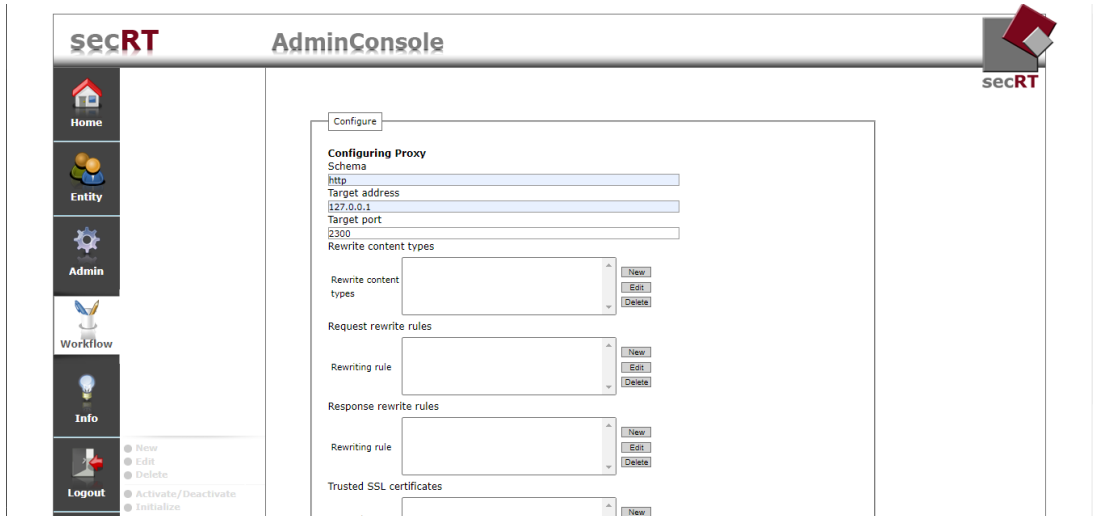 secRT
AdminConsole
secRT
Home
Entity
Admin
Workflow
Info
Logout
New
Edit
Delete
Activate/Deactivate
Initialize
Configure
Configuring Proxy
Schema
http
Target address
127.0.0.1
Target port
2300
Rewrite content types
Rewrite content
types
New
Edit
Delete
Request rewrite rules
Rewriting rule
New
Edit
Delete
Response rewrite rules
Rewriting rule
New
Edit
Delete
Trusted SSL certificates
New